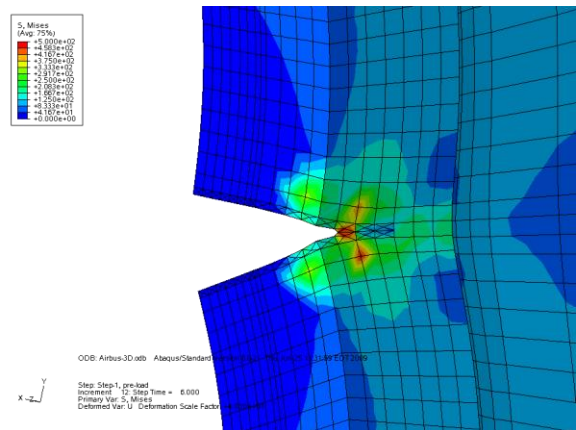 S, Mises
(Avg: 75%)
+5.000e+02
+4.583e+02
+4.167e+02
+3.750e+02
+3.333e+02
+2.917e+02
+2.500e+02
+2.083e+02
+1.667e+02
+1.250e+02
+8.333e+01
+4.167e+01
+0.000e+00
ODB: Airbus-3D.odb Abaqus/Standard EDT 2009
Y
X Z
Step: Step-1, pre-load
Increment 12: Step Time = 6.000
Primary Var: S, Mises
Deformed Var: U Deformation Scale Factor